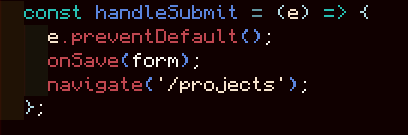 const handleSubmit = (e) => {
  e.preventDefault();
  onSave(form);
  navigate('/projects');
};